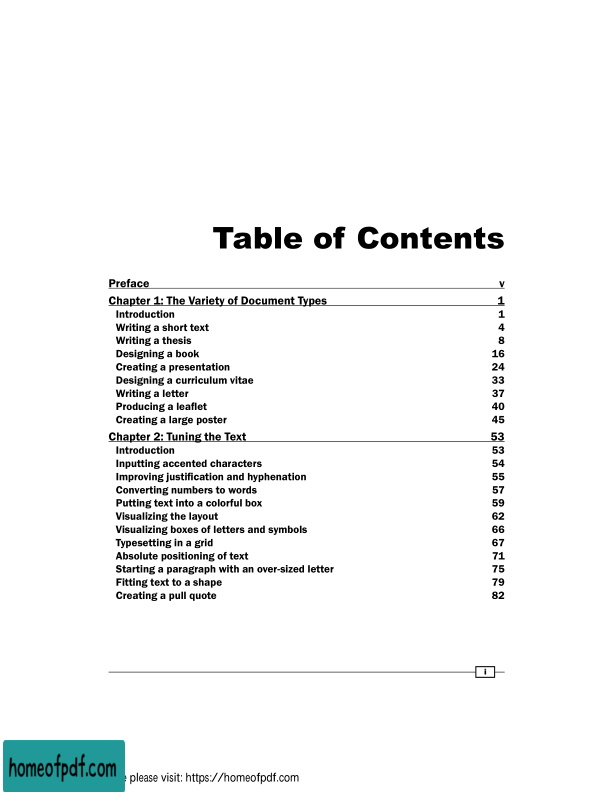 Table of Contents
Preface v
Chapter 1: The Variety of Document Types 1
Introduction 1
Writing a short text 4
Writing a thesis 8
Designing a book 16
Creating a presentation 24
Designing a curriculum vitae 33
Writing a letter 37
Producing a leaflet 40
Creating a large poster 45
Chapter 2: Tuning the Text 53
Introduction 53
Inputting accented characters 54
Improving justification and hyphenation 55
Converting numbers to words 57
Putting text into a colorful box 59
Visualizing the layout 62
Visualizing boxes of letters and symbols 66
Typesetting in a grid 67
Absolute positioning of text 71
Starting a paragraph with an over-sized letter 75
Fitting text to a shape 79
Creating a pull quote 82
i
homeofpdf.com
please visit: https://homeofpdf.com